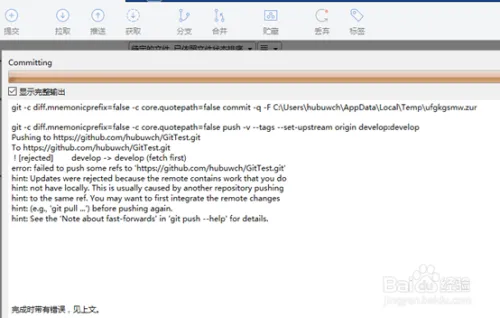 提交 拉取 推送 获取 分支 合并 贮藏 丢弃 标签
Committing
显示完整输出
git -c diff.mnemonicprefix=false -c core.quotepath=false commit -q -F C:\Users\hubuwch\AppData\Local\Temp\ufgkgsmw.zur
git -c diff.mnemonicprefix=false -c core.quotepath=false push -v --tags --set-upstream origin develop:develop
Pushing to https://github.com/hubuwch/GitTest.git
To https://github.com/hubuwch/GitTest.git
! [rejected] develop -> develop (fetch first)
error: failed to push some refs to 'https://github.com/hubuwch/GitTest.git'
hint: Updates were rejected because the remote contains work that you do
hint: not have locally. This is usually caused by another repository pushing
hint: to the same ref. You may want to first integrate the remote changes
hint: (e.g., 'git pull ...') before pushing again.
hint: See the 'Note about fast-forwards' in 'git push --help' for details.
Baidu 经验
jingyan.baidu.com
完成时带有错误，见上文。